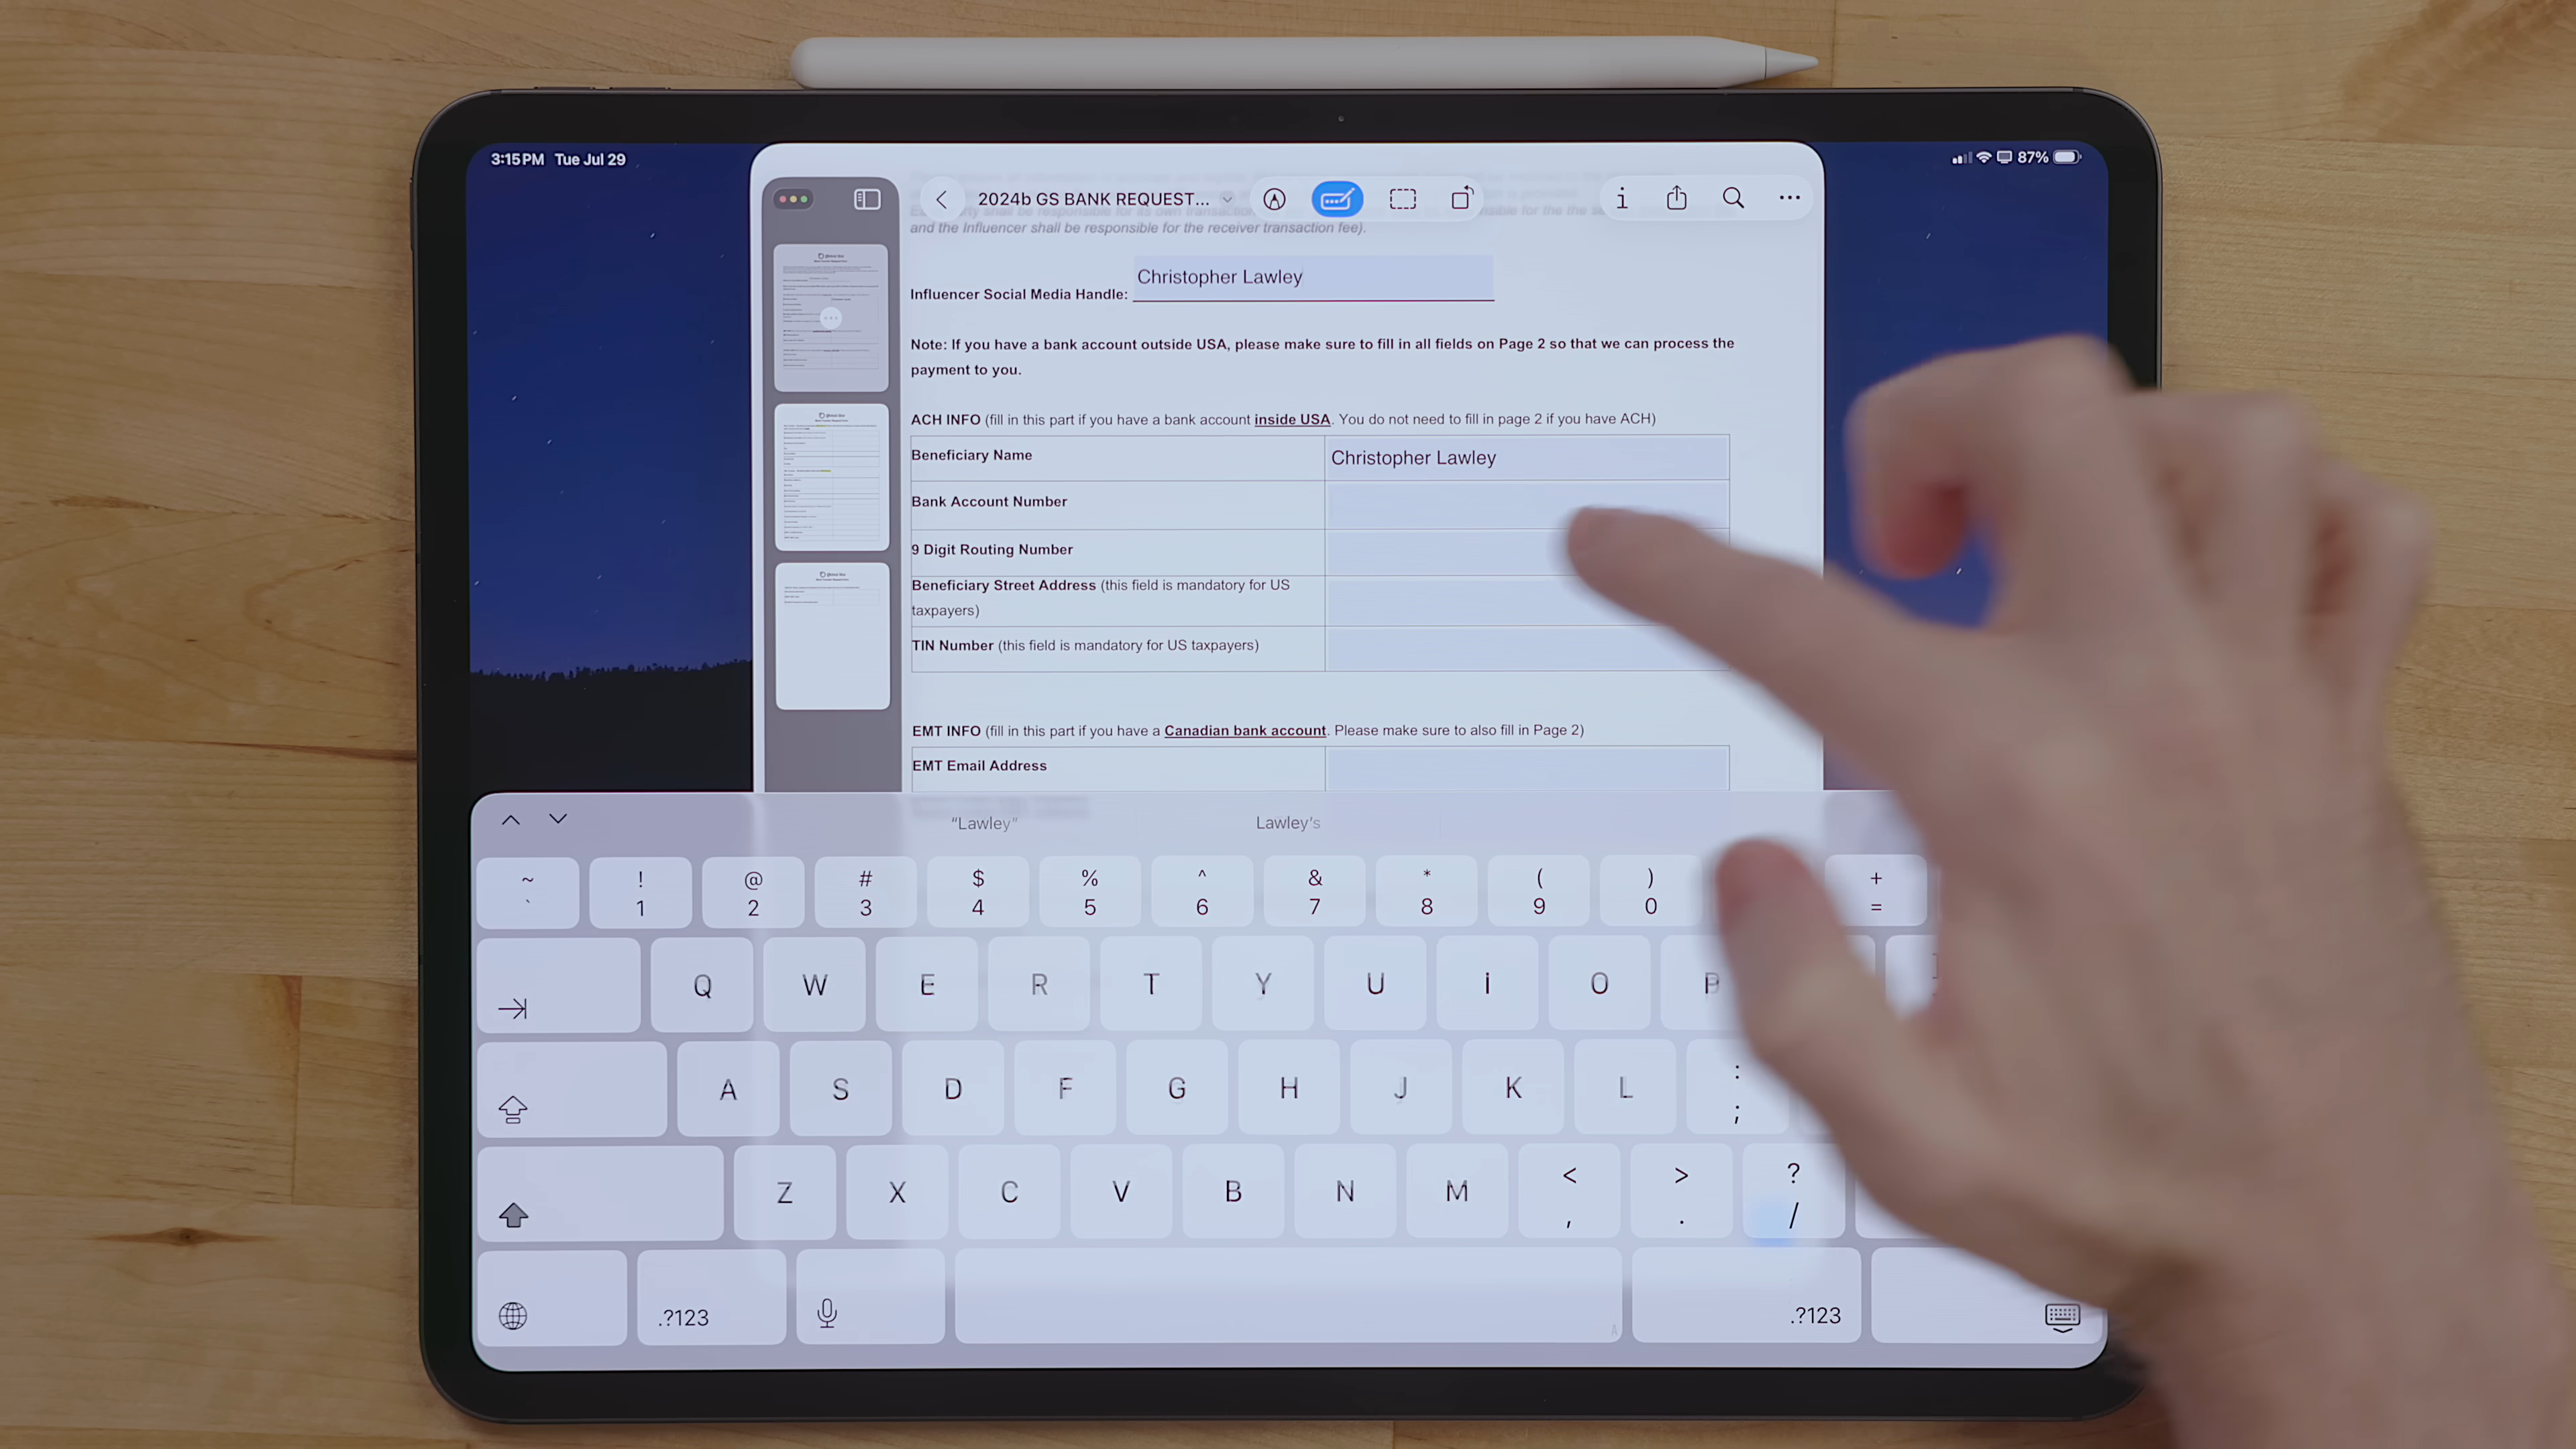 3:15 PM Tue Jul 29
87%
2024b GS BANK REQUEST...
and the Influencer shall be responsible for the receiver transaction fee).
Influencer Social Media Handle: Christopher Lawley
Note: If you have a bank account outside USA, please make sure to fill in all fields on Page 2 so that we can process the
payment to you.
ACH INFO (fill in this part if you have a bank account inside USA. You do not need to fill in page 2 if you have ACH)
Beneficiary Name Christopher Lawley
Bank Account Number
9 Digit Routing Number
Beneficiary Street Address (this field is mandatory for US
taxpayers)
TIN Number (this field is mandatory for US taxpayers)
EMT INFO (fill in this part if you have a Canadian bank account. Please make sure to also fill in Page 2)
EMT Email Address
“Lawley” Lawley’s
~ ! @ # $ % ^ & * ( ) +
` 1 2 3 4 5 6 7 8 9 0 =
Q W E R T Y U I O P
A S D F G H J K L : ;
Z X C V B N M < , > . ? /
.?123 .?123